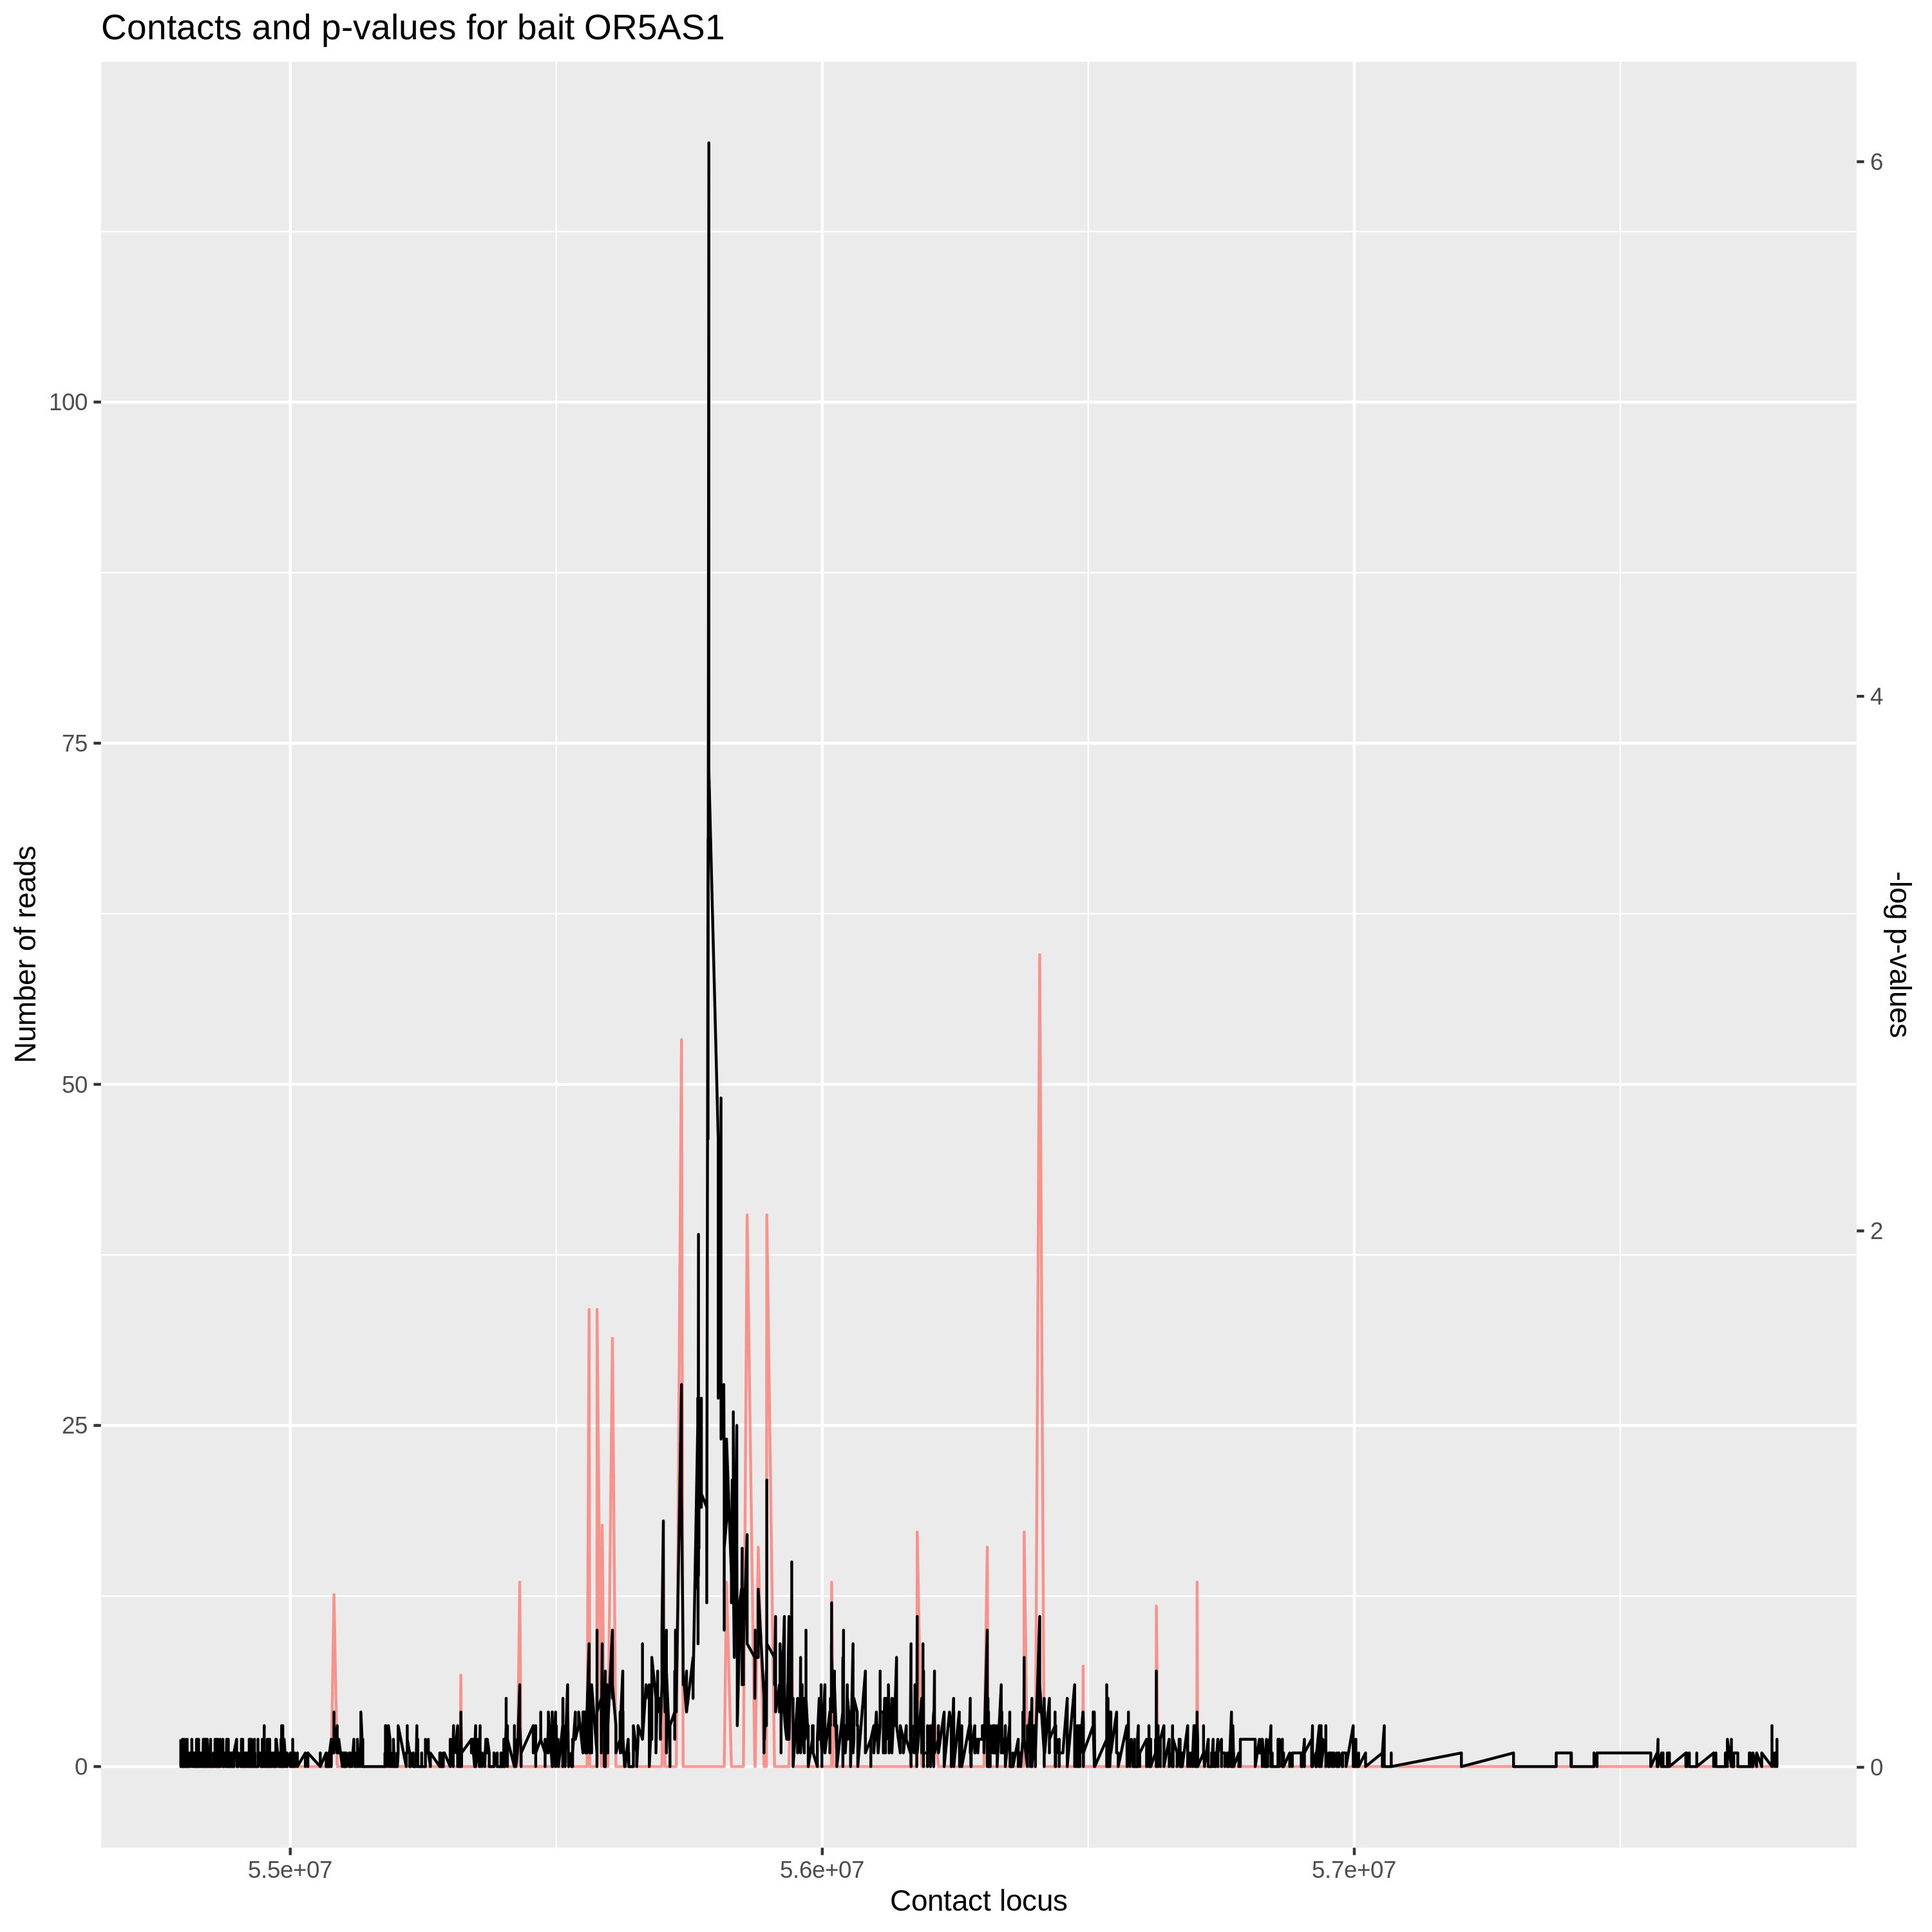 Contacts and p-values for bait OR5AS1
Number of reads
100
75
50
25
0
6
4
2
0
-log p-values
5.5e+07
5.6e+07
5.7e+07
Contact locus